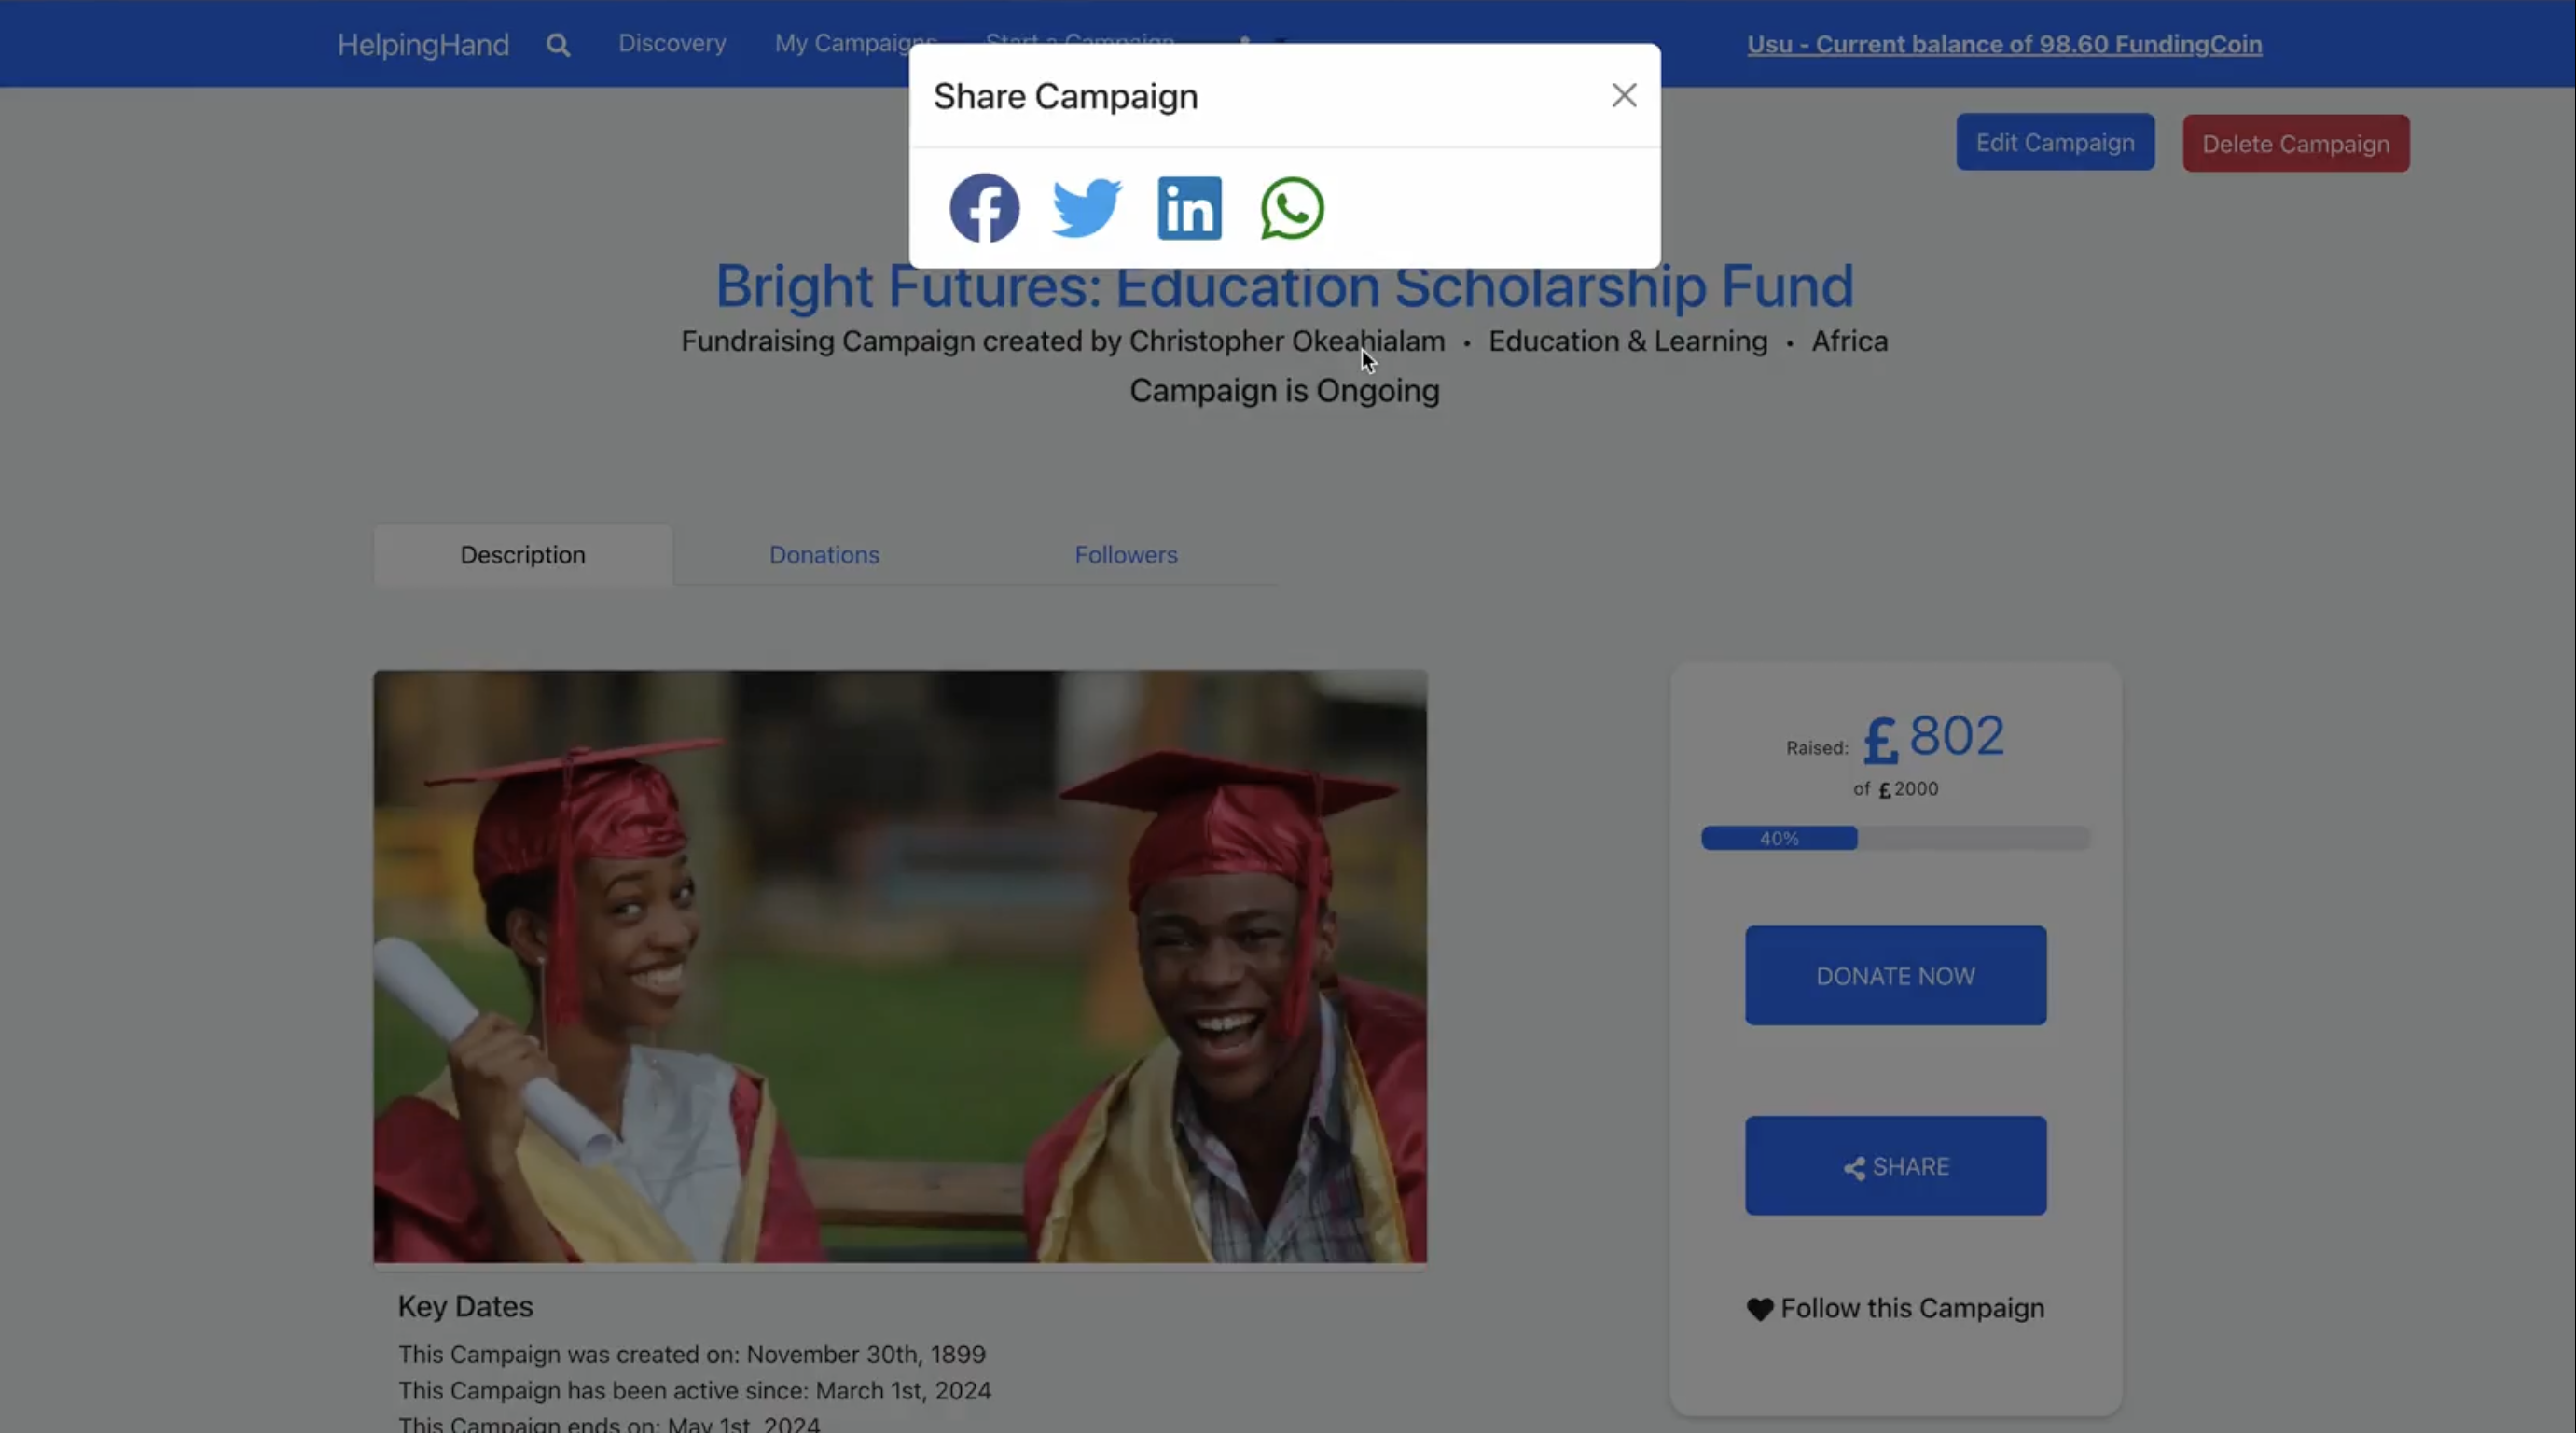 HelpingHand Discovery My Campaigns Start a Campaign Usu - Current balance of 98.60 FundingCoin
Share Campaign
Edit Campaign Delete Campaign
Bright Futures: Education Scholarship Fund
Fundraising Campaign created by Christopher Okeahialam · Education & Learning · Africa
Campaign is Ongoing
Description Donations Followers
Raised: £802
of £2000
40%
DONATE NOW
SHARE
Follow this Campaign
Key Dates
This Campaign was created on: November 30th, 1899
This Campaign has been active since: March 1st, 2024
This Campaign ends on: May 1st, 2024